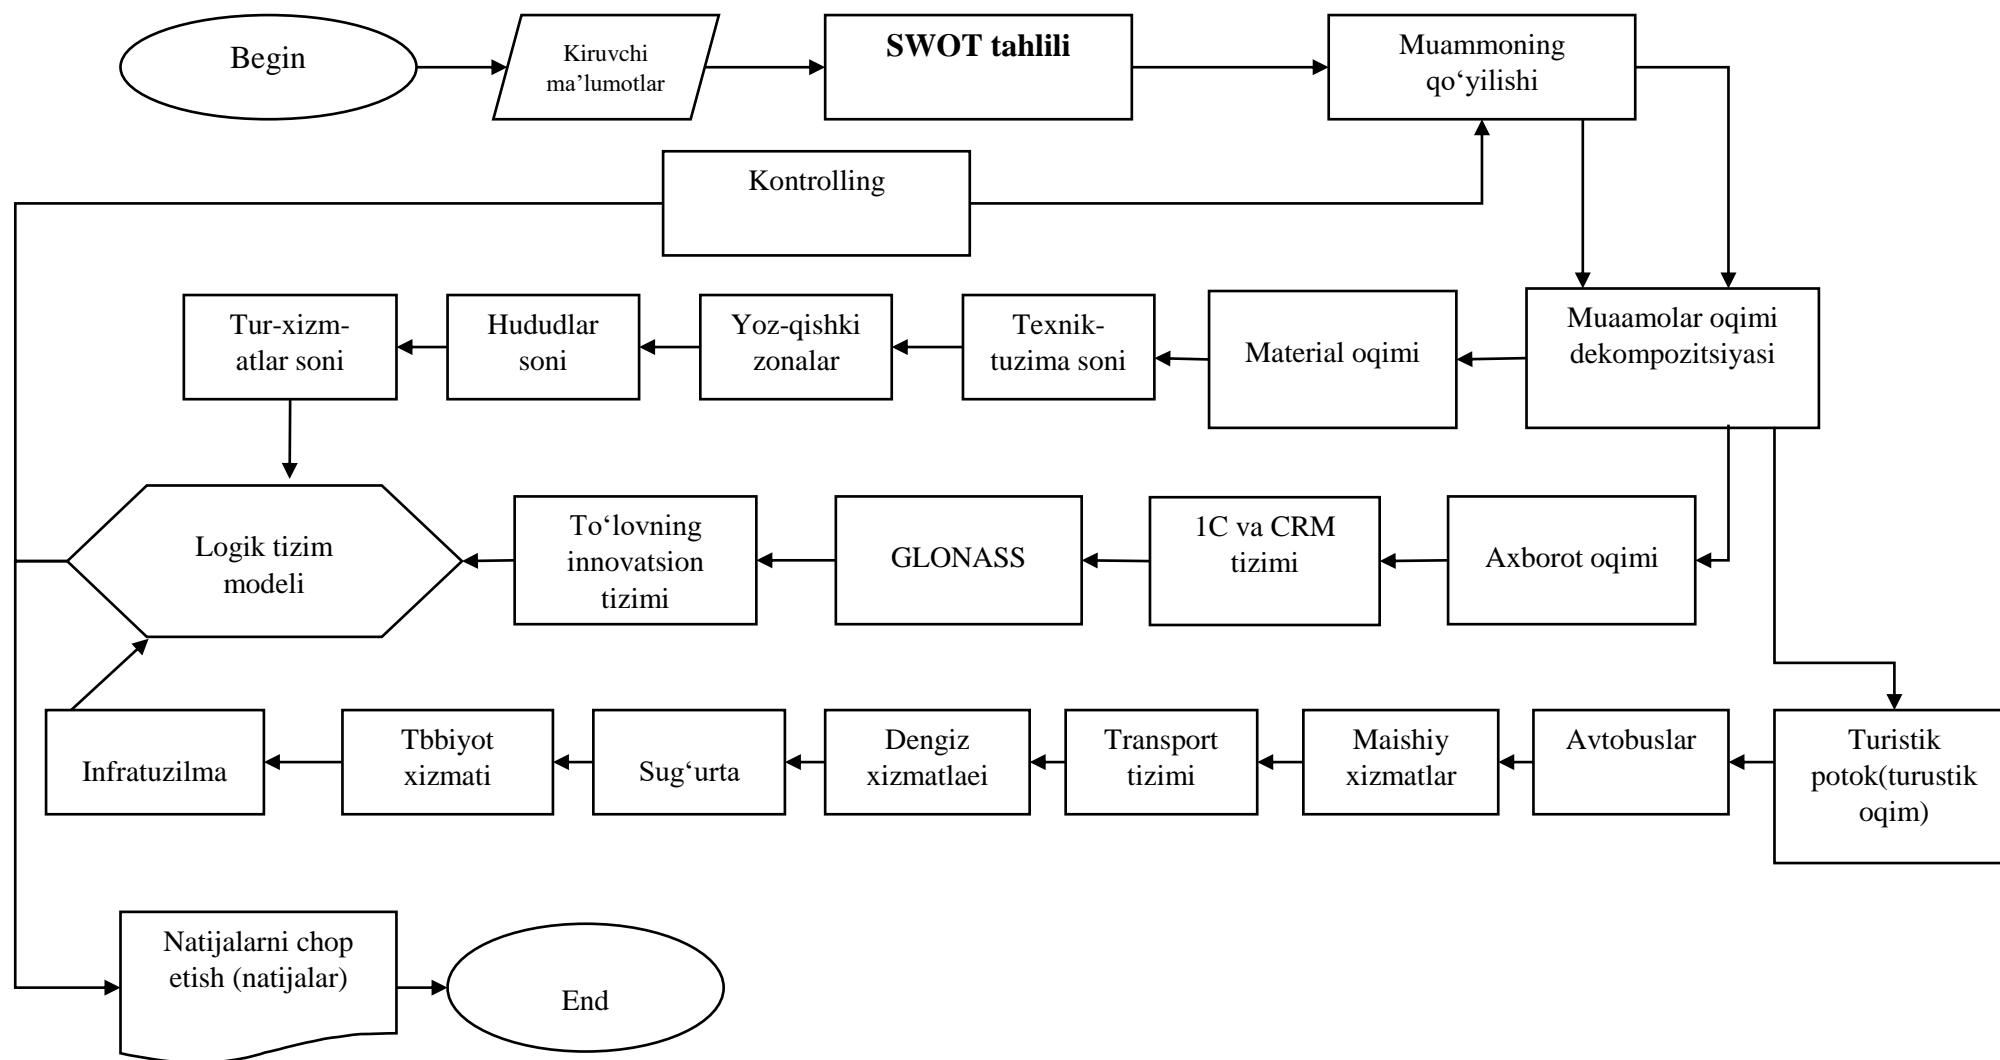 Begin
Kiruvchi
ma’lumotlar
SWOT tahlili
Muammoning
qo‘yilishi
Kontrolling
Tur-xizm-
atlar soni
Hududlar
soni
Yoz-qishki
zonalar
Texnik-
tuzima soni
Material oqimi
Muaamolar oqimi
dekompozitsiyasi
Logik tizim
modeli
To‘lovning
innovatsion
tizimi
GLONASS
1C va CRM
tizimi
Axborot oqimi
Infratuzilma
Tbbiyot
xizmati
Sug‘urta
Dengiz
xizmatlaei
Transport
tizimi
Maishiy
xizmatlar
Avtobuslar
Turistik
potok(turustik
oqim)
Natijalarni chop
etish (natijalar)
End